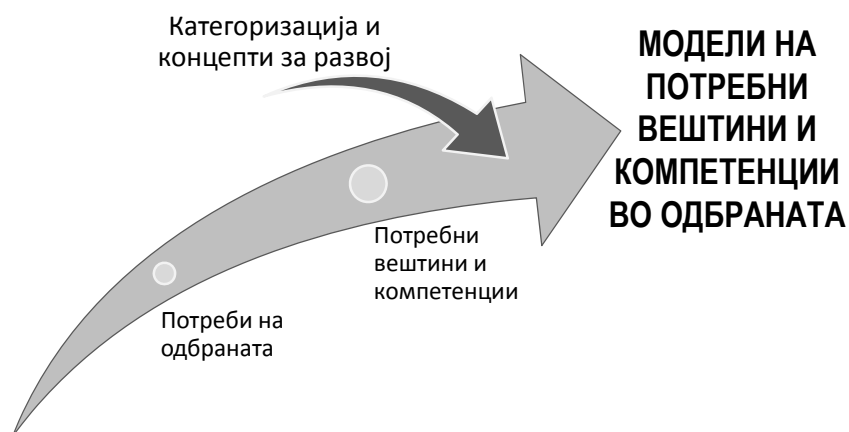 Категоризација и
концепти за развој
МОДЕЛИ НА
ПОТРЕБНИ
ВЕШТИНИ И
КОМПЕТЕНЦИИ
ВО ОДБРАНАТА
Потребни
вештини и
компетенции
Потреби на
одбраната